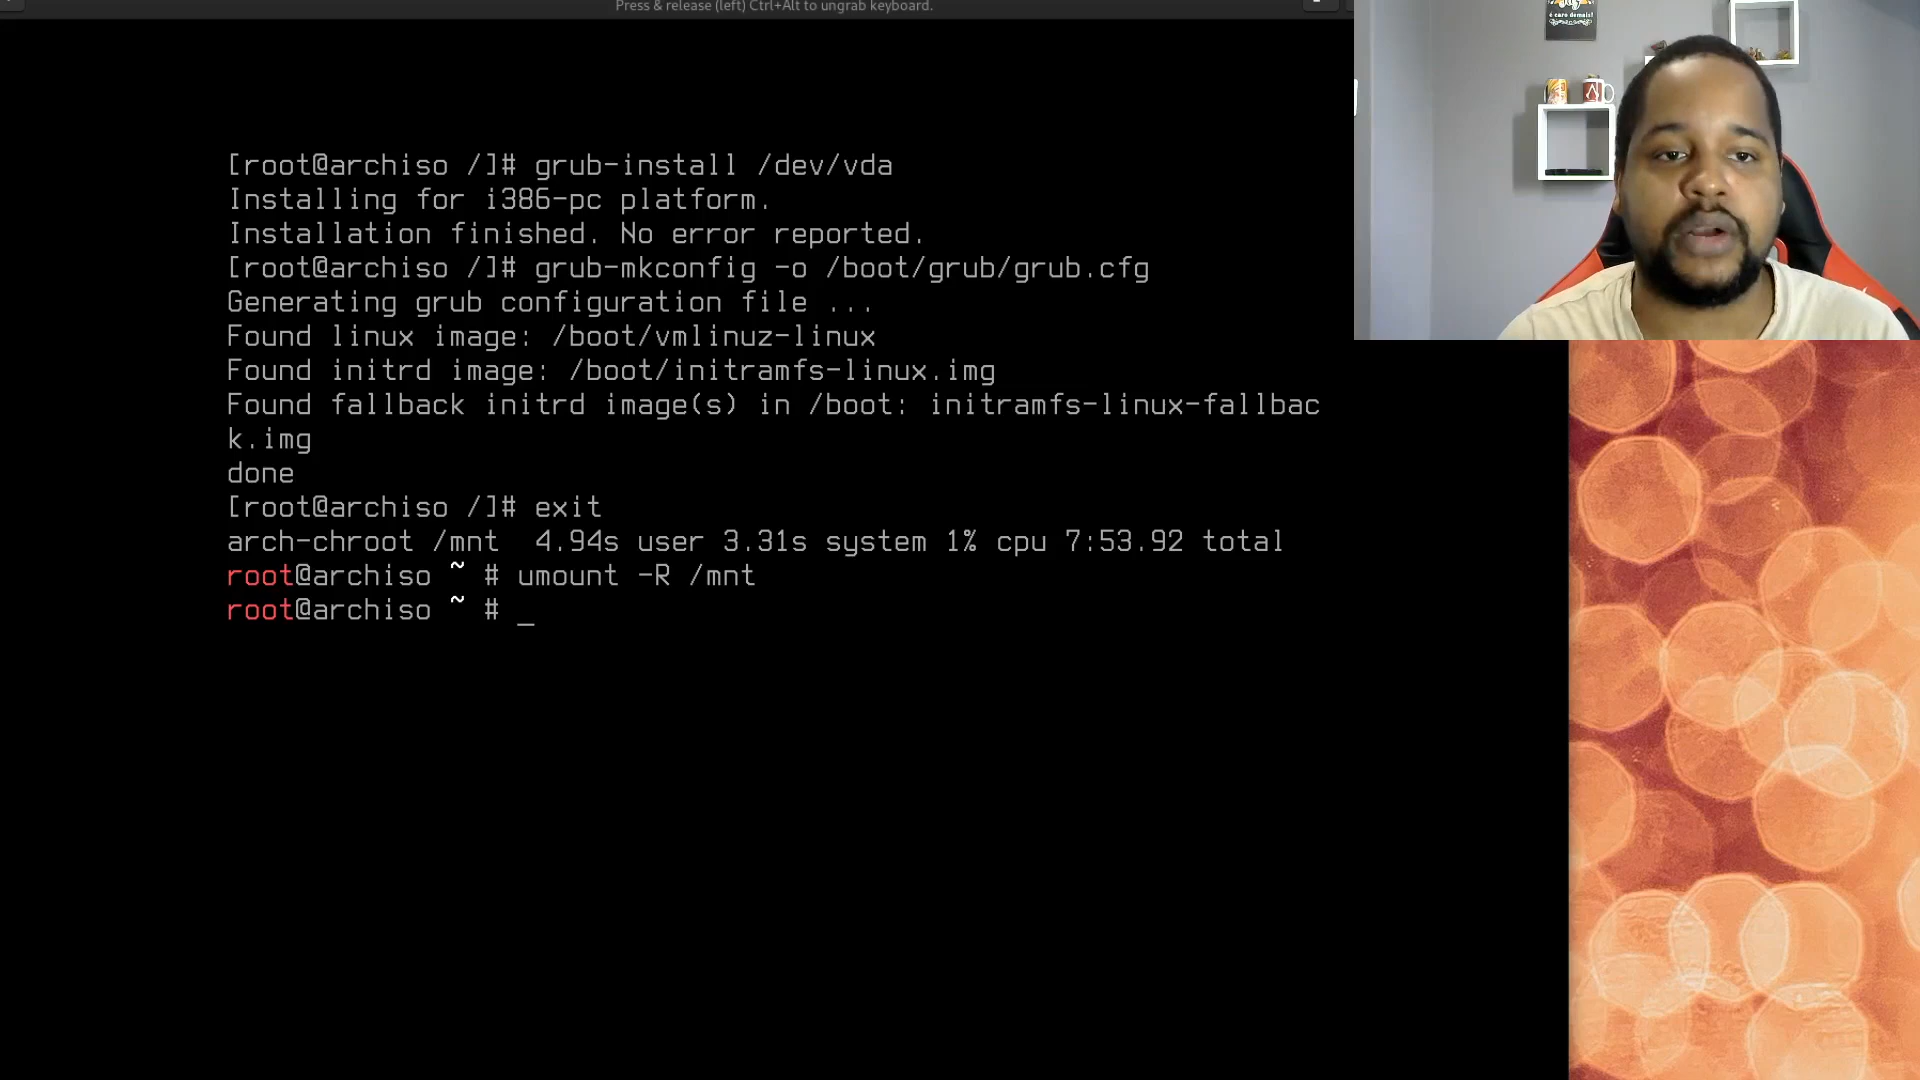 Press & release (left) Ctrl+Alt to ungrab keyboard.
é caro demais!
[root@archiso /]# grub-install /dev/vda
Installing for i386-pc platform.
Installation finished. No error reported.
[root@archiso /]# grub-mkconfig -o /boot/grub/grub.cfg
Generating grub configuration file ...
Found linux image: /boot/vmlinuz-linux
Found initrd image: /boot/initramfs-linux.img
Found fallback initrd image(s) in /boot: initramfs-linux-fallbac
k.img
done
[root@archiso /]# exit
arch-chroot /mnt  4.94s user 3.31s system 1% cpu 7:53.92 total
root@archiso ~ # umount -R /mnt
root@archiso ~ # _